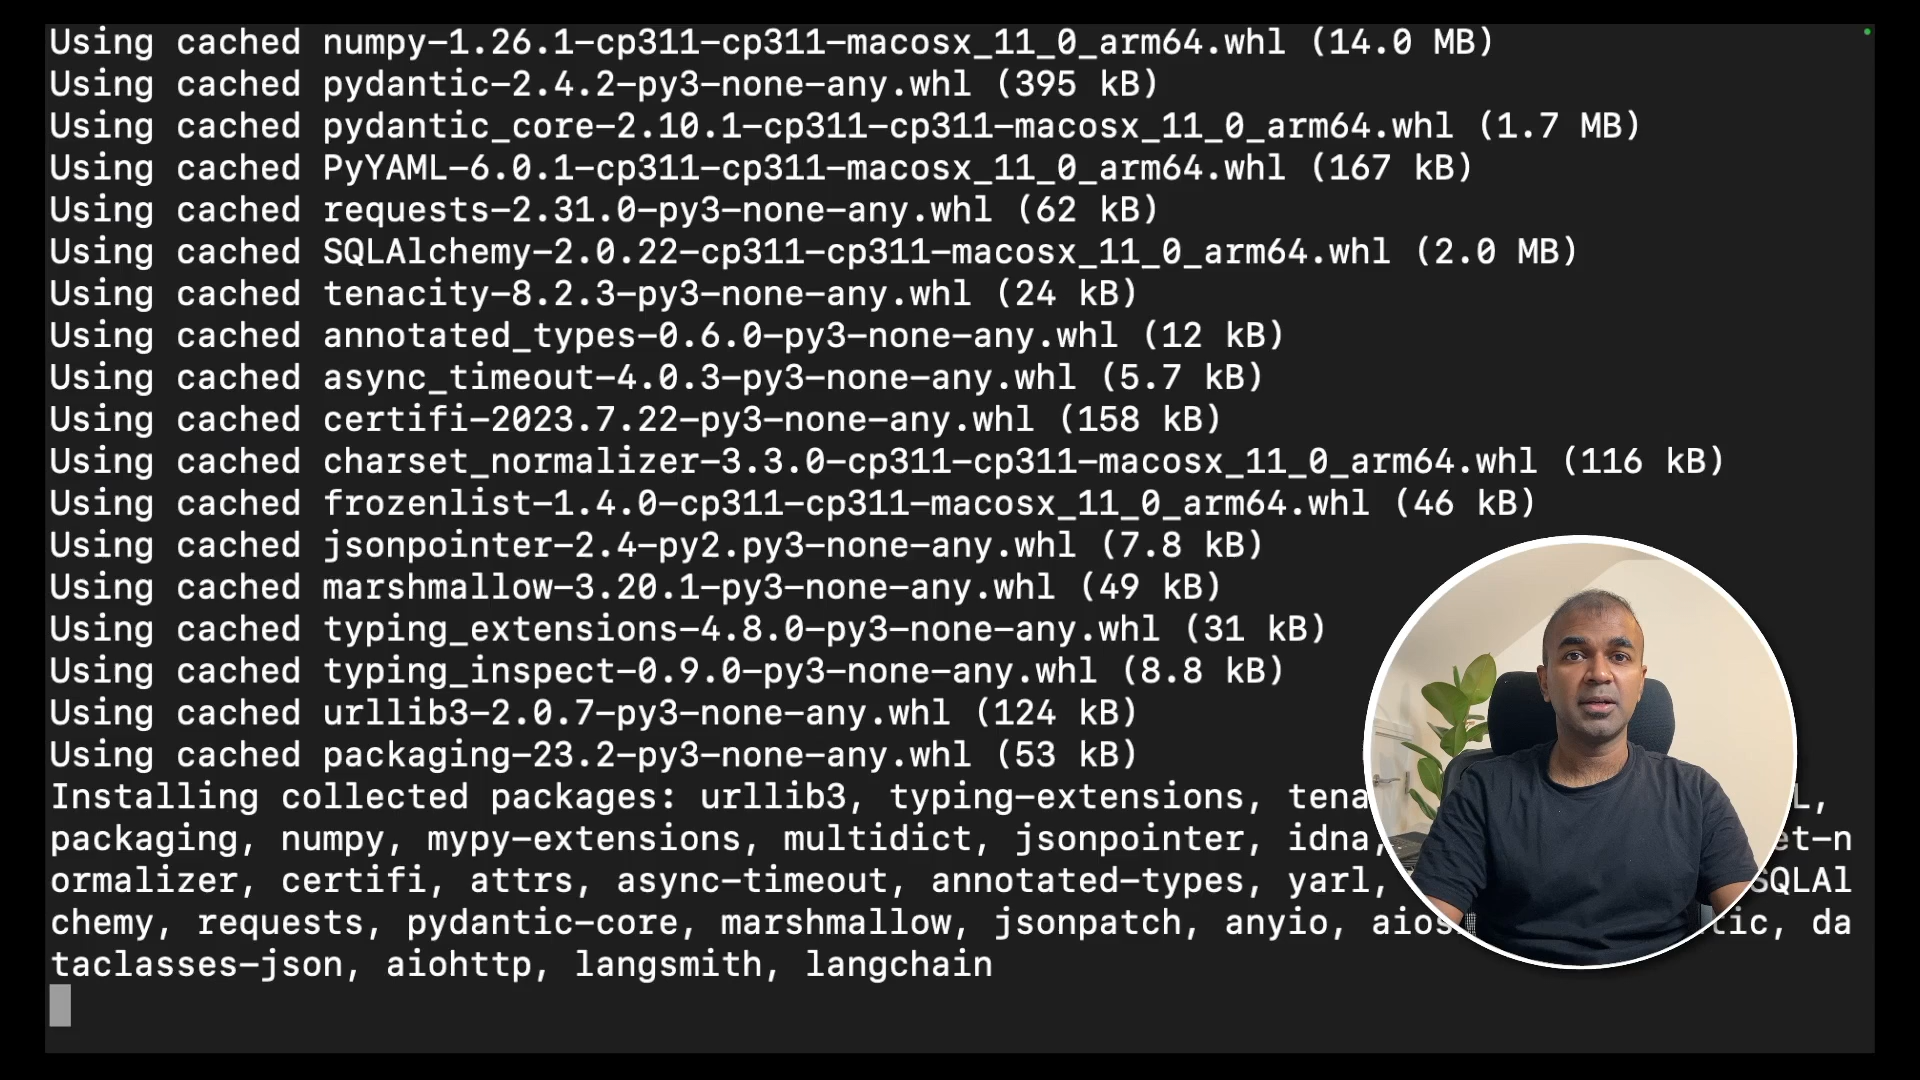 Using cached numpy-1.26.1-cp311-cp311-macosx_11_0_arm64.whl (14.0 MB)
Using cached pydantic-2.4.2-py3-none-any.whl (395 kB)
Using cached pydantic_core-2.10.1-cp311-cp311-macosx_11_0_arm64.whl (1.7 MB)
Using cached PyYAML-6.0.1-cp311-cp311-macosx_11_0_arm64.whl (167 kB)
Using cached requests-2.31.0-py3-none-any.whl (62 kB)
Using cached SQLAlchemy-2.0.22-cp311-cp311-macosx_11_0_arm64.whl (2.0 MB)
Using cached tenacity-8.2.3-py3-none-any.whl (24 kB)
Using cached annotated_types-0.6.0-py3-none-any.whl (12 kB)
Using cached async_timeout-4.0.3-py3-none-any.whl (5.7 kB)
Using cached certifi-2023.7.22-py3-none-any.whl (158 kB)
Using cached charset_normalizer-3.3.0-cp311-cp311-macosx_11_0_arm64.whl (116 kB)
Using cached frozenlist-1.4.0-cp311-cp311-macosx_11_0_arm64.whl (46 kB)
Using cached jsonpointer-2.4-py2.py3-none-any.whl (7.8 kB)
Using cached marshmallow-3.20.1-py3-none-any.whl (49 kB)
Using cached typing_extensions-4.8.0-py3-none-any.whl (31 kB)
Using cached typing_inspect-0.9.0-py3-none-any.whl (8.8 kB)
Using cached urllib3-2.0.7-py3-none-any.whl (124 kB)
Using cached packaging-23.2-py3-none-any.whl (53 kB)
Installing collected packages: urllib3, typing-extensions, tena L,
packaging, numpy, mypy-extensions, multidict, jsonpointer, idna, et-n
ormalizer, certifi, attrs, async-timeout, annotated-types, yarl, SQLAl
chemy, requests, pydantic-core, marshmallow, jsonpatch, anyio, aios tic, da
taclasses-json, aiohttp, langsmith, langchain